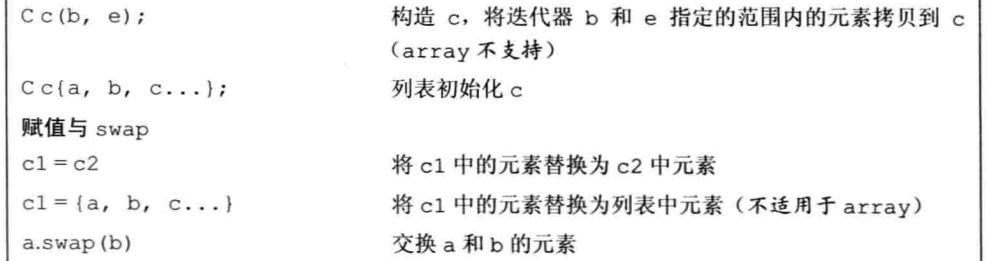 C c(b, e); 构造 c，将迭代器 b 和 e 指定的范围内的元素拷贝到 c
（array 不支持）
C c{a, b, c...}; 列表初始化 c
赋值与 swap
c1 = c2 将 c1 中的元素替换为 c2 中元素
c1 = {a, b, c...} 将 c1 中的元素替换为列表中元素（不适用于 array）
a.swap(b) 交换 a 和 b 的元素